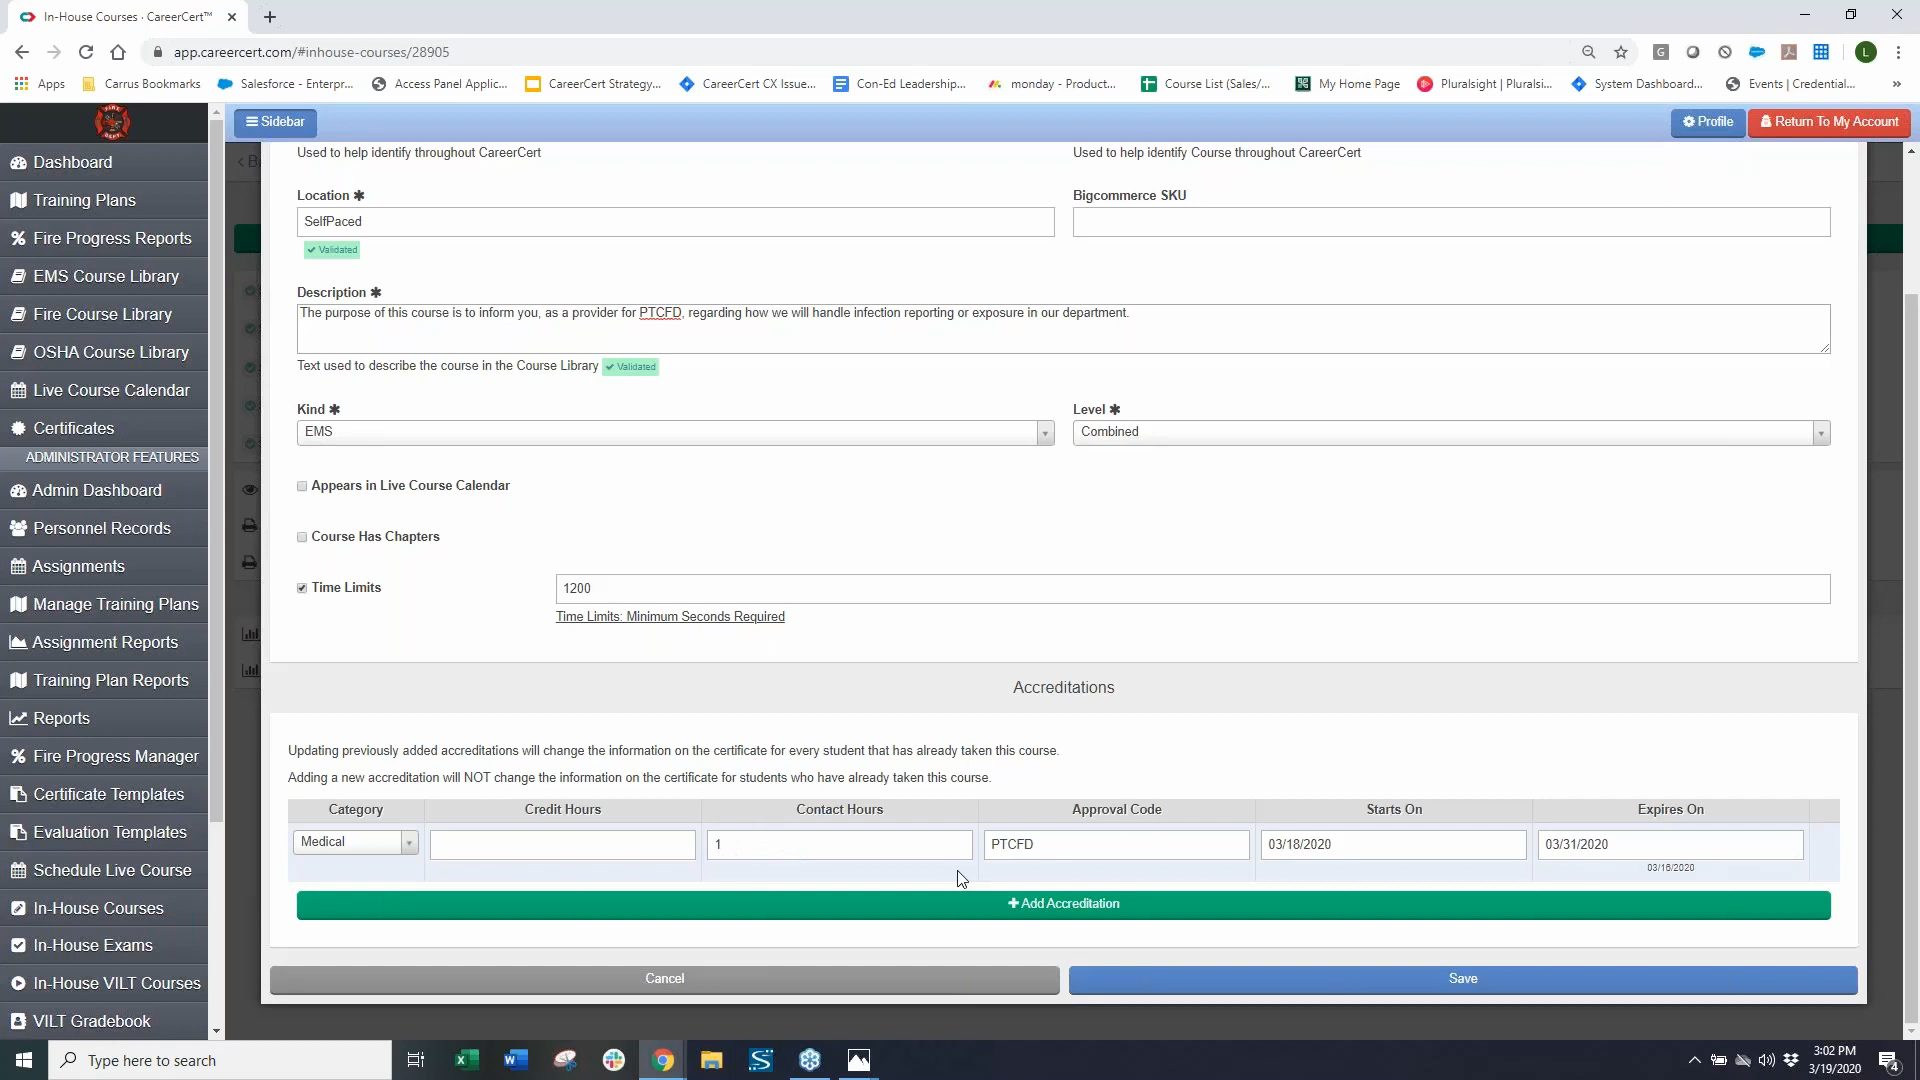 In-House Courses · CareerCert™
app.careercert.com/#inhouse-courses/28905
Apps
Carrus Bookmarks
Salesforce - Enterpr...
Access Panel Applic...
CareerCert Strategy...
CareerCert CX Issue...
Con-Ed Leadership...
monday - Product...
Course List (Sales/...
My Home Page
Pluralsight | Pluralsi...
System Dashboard...
Events | Credential...
»
Sidebar
Profile
Return To My Account
Dashboard
Training Plans
Fire Progress Reports
EMS Course Library
Fire Course Library
OSHA Course Library
Live Course Calendar
Certificates
ADMINISTRATOR FEATURES
Admin Dashboard
Personnel Records
Assignments
Manage Training Plans
Assignment Reports
Training Plan Reports
Reports
Fire Progress Manager
Certificate Templates
Evaluation Templates
Schedule Live Course
In-House Courses
In-House Exams
In-House VILT Courses
VILT Gradebook
Used to help identify throughout CareerCert
Used to help identify Course throughout CareerCert
Location ✱
Bigcommerce SKU
SelfPaced
✔ Validated
Description ✱
The purpose of this course is to inform you, as a provider for PTCFD, regarding how we will handle infection reporting or exposure in our department.
Text used to describe the course in the Course Library ✔ Validated
Kind ✱
Level ✱
EMS
Combined
Appears in Live Course Calendar
Course Has Chapters
Time Limits
1200
Time Limits: Minimum Seconds Required
Accreditations
Updating previously added accreditations will change the information on the certificate for every student that has already taken this course.
Adding a new accreditation will NOT change the information on the certificate for students who have already taken this course.
Category Credit Hours Contact Hours Approval Code Starts On Expires On
Medical 1 PTCFD 03/18/2020 03/31/2020
03/16/2020
+ Add Accreditation
Cancel
Save
Type here to search
3:02 PM
3/19/2020
4